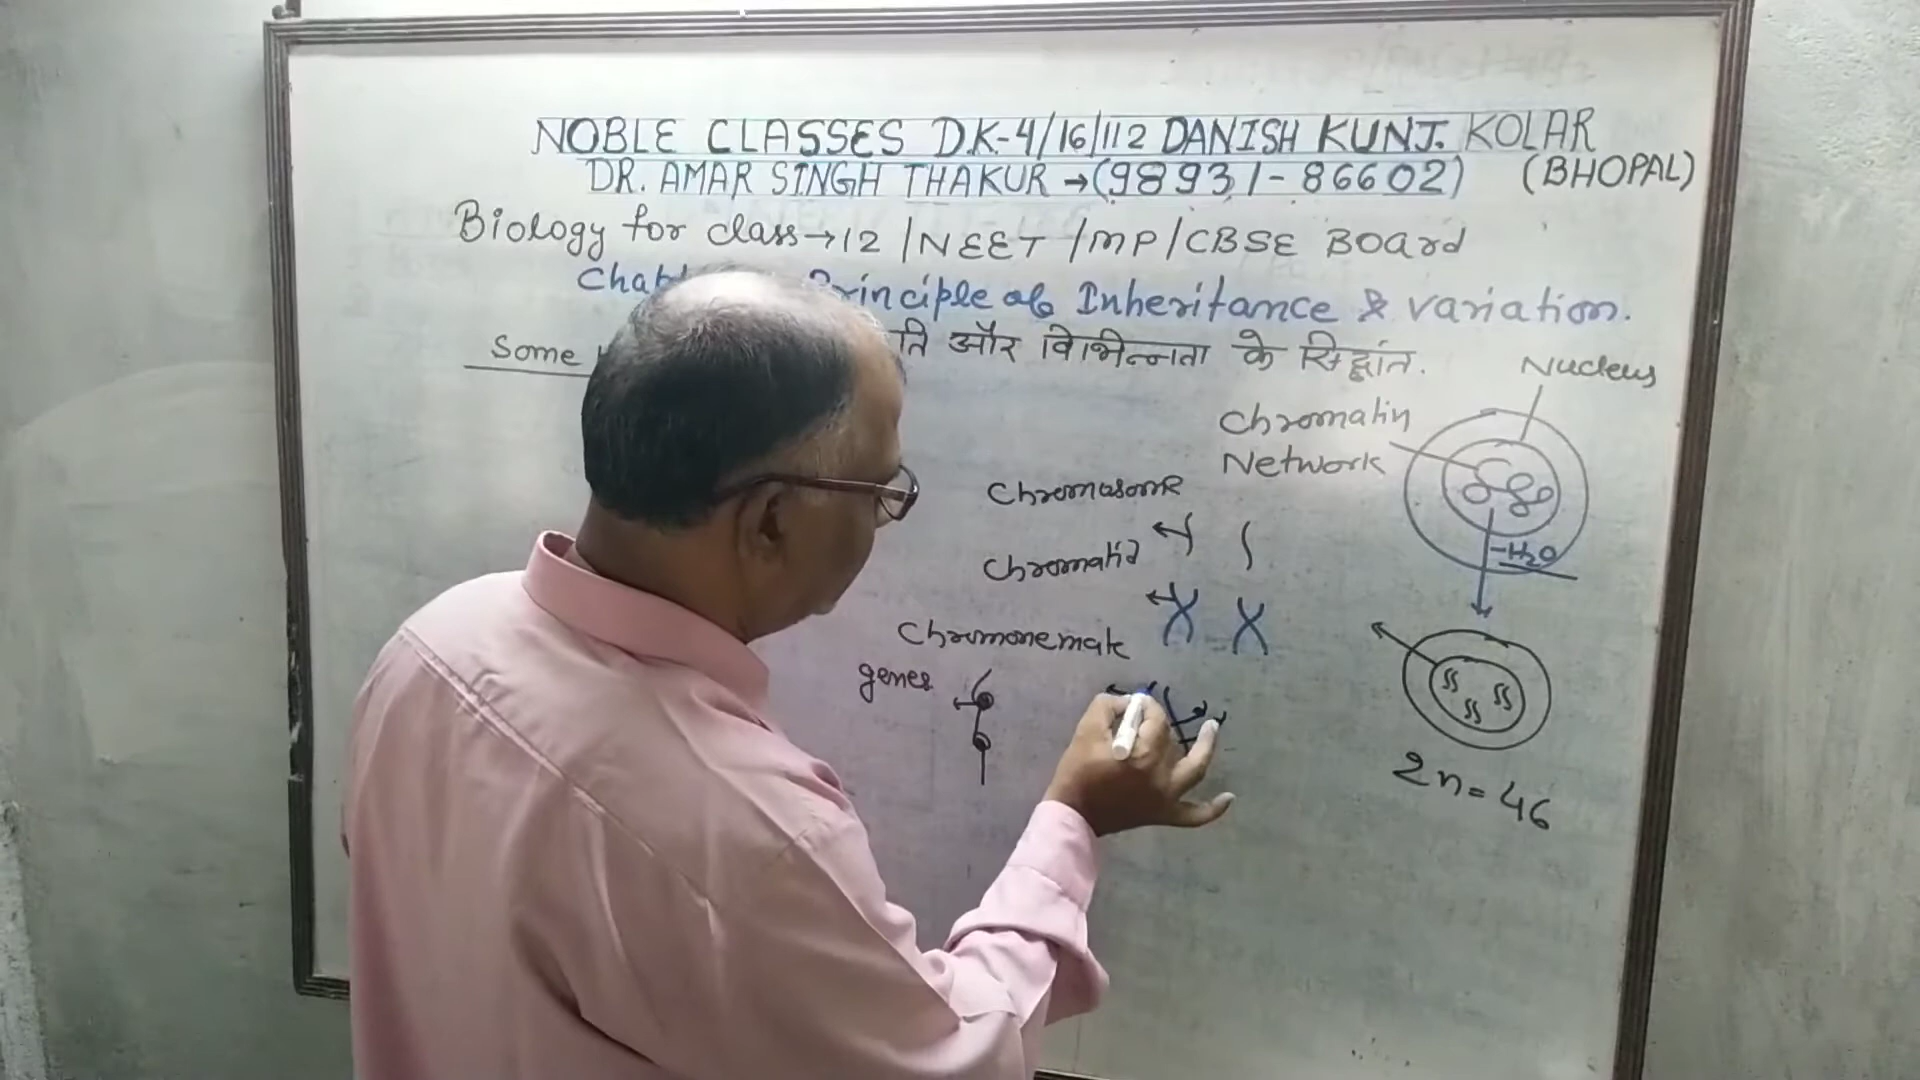 NOBLE CLASSES D.K-4/16/112 DANISH KUNJ. KOLAR
DR. AMAR SINGH THAKUR → (98931-86602) (BHOPAL)
Biology for class → 12 / NEET / MP / CBSE Board
Principle of Inheritance & variation.
और विभिन्नता के सिद्धांत.
Some
Nucleus
Chromatin
Network
Chromosome
-H2O
Chromatid
Chromonemate
genes
2n = 46